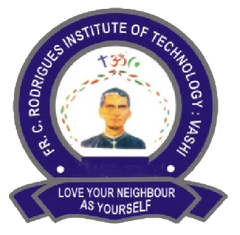 FR. C. RODRIGUES INSTITUTE OF TECHNOLOGY : VASHI
ॐ
LOVE YOUR NEIGHBOUR
AS YOURSELF